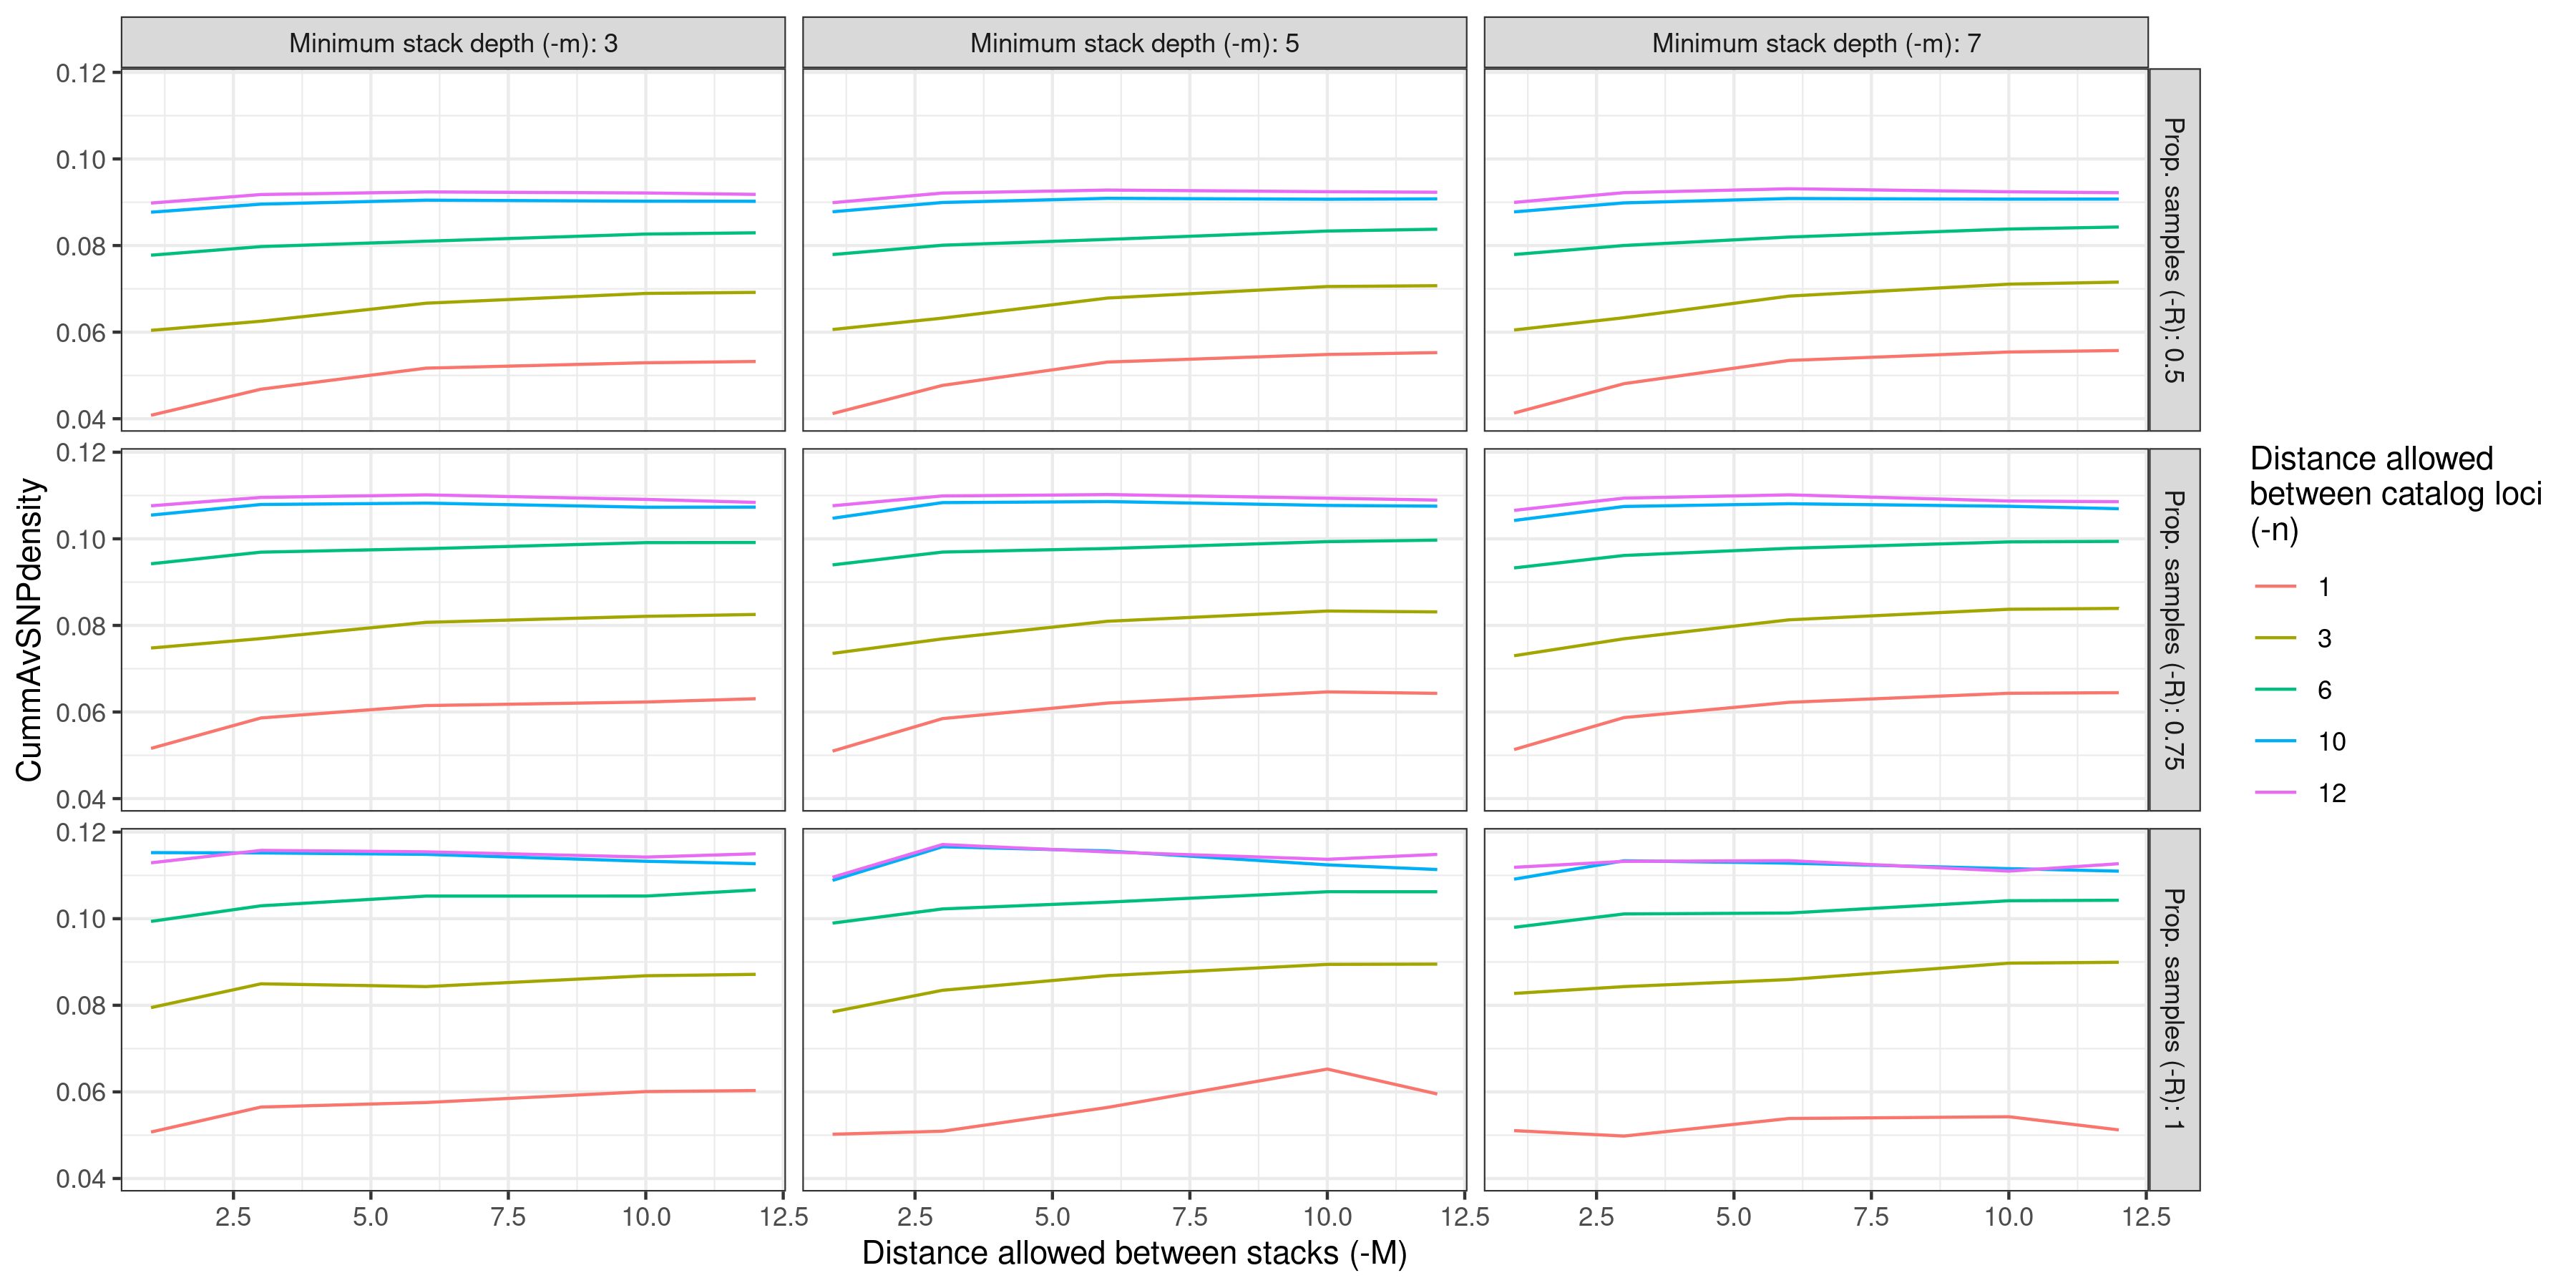 Minimum stack depth (-m): 3
Minimum stack depth (-m): 5
Minimum stack depth (-m): 7
0.12
0.10
0.08
0.06
0.04
Prop. samples (-R): 0.5
0.12
0.10
0.08
0.06
0.04
Prop. samples (-R): 0.75
0.12
0.10
0.08
0.06
0.04
Prop. samples (-R): 1
CummAvSNPdensity
2.5 5.0 7.5 10.0 12.5
2.5 5.0 7.5 10.0 12.5
2.5 5.0 7.5 10.0 12.5
Distance allowed between stacks (-M)
Distance allowed
between catalog loci
(-n)
1
3
6
10
12